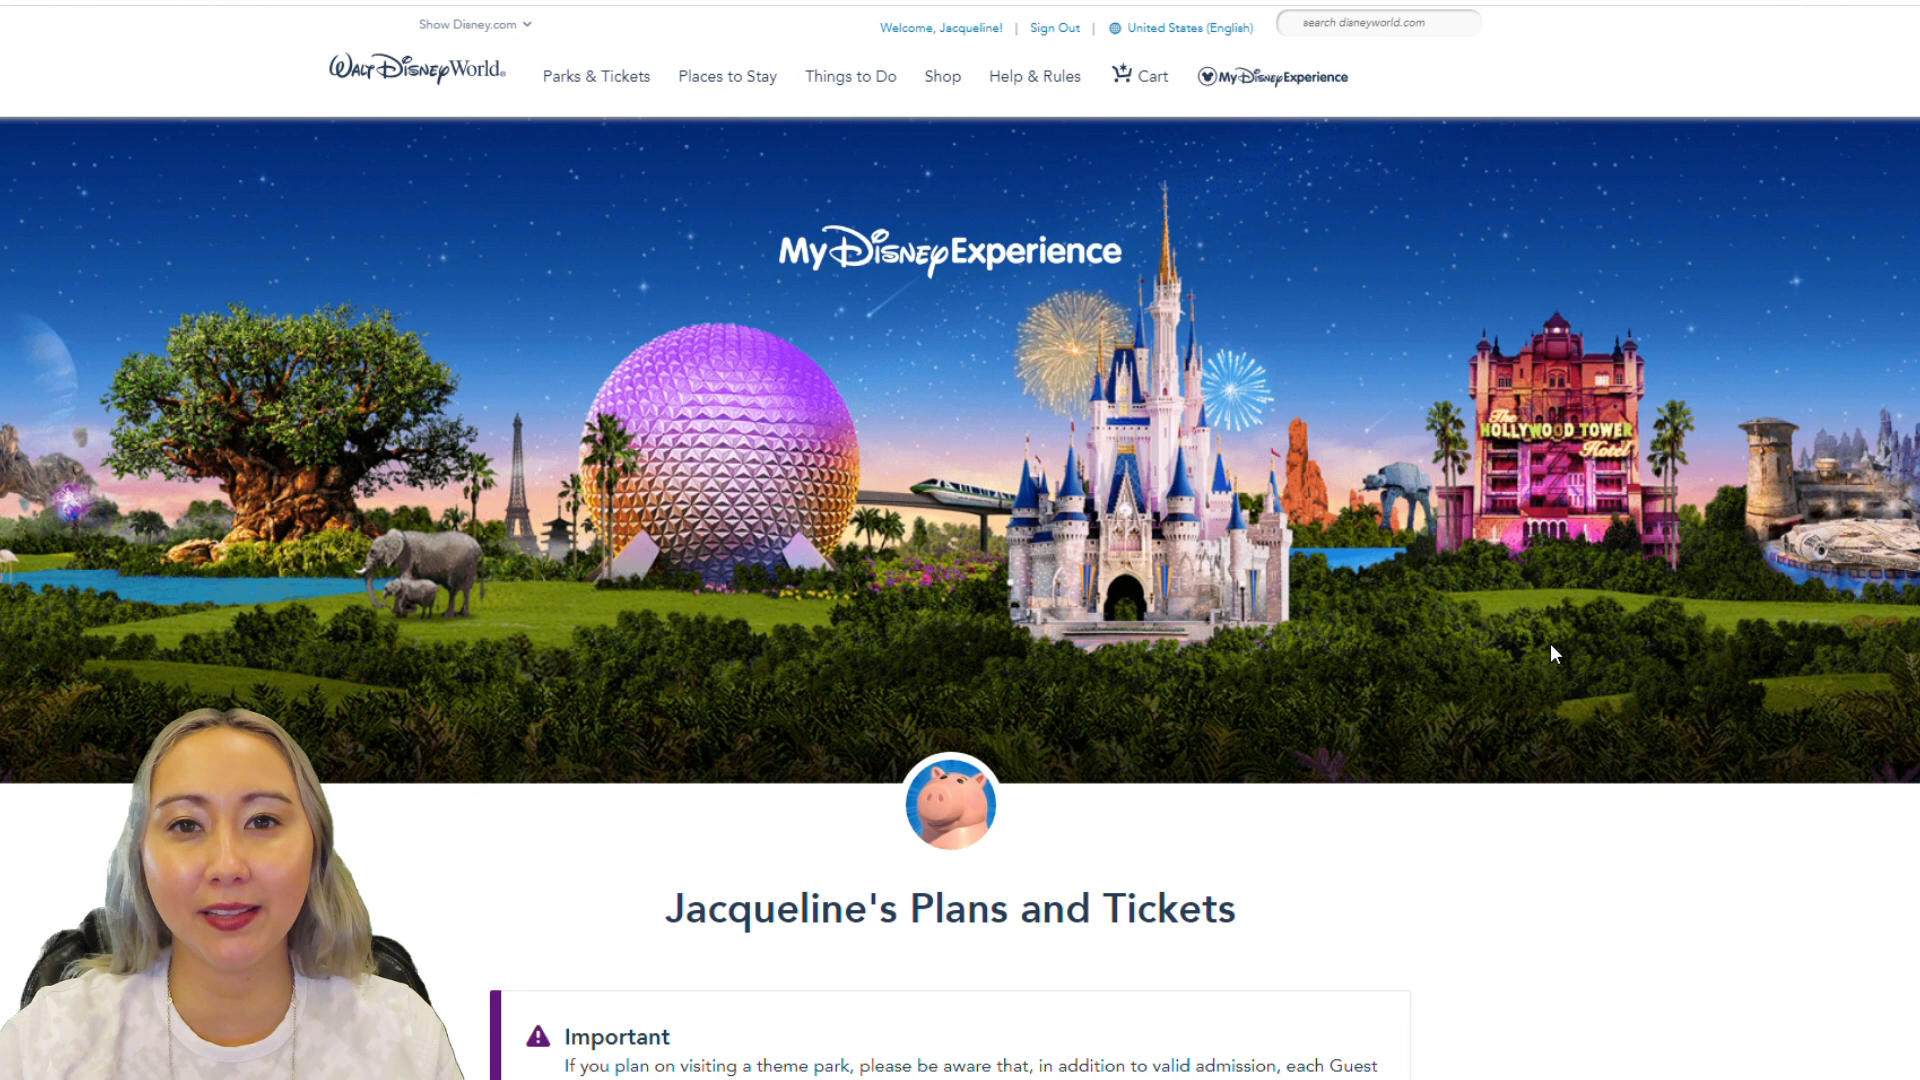 Show Disney.com
Welcome, Jacqueline! | Sign Out | United States (English)
search disneyworld.com
Walt Disney World®
Parks & Tickets
Places to Stay
Things to Do
Shop
Help & Rules
Cart
My Disney Experience
My Disney Experience
The
HOLLYWOOD TOWER
Hotel
Jacqueline's Plans and Tickets
Important
If you plan on visiting a theme park, please be aware that, in addition to valid admission, each Guest